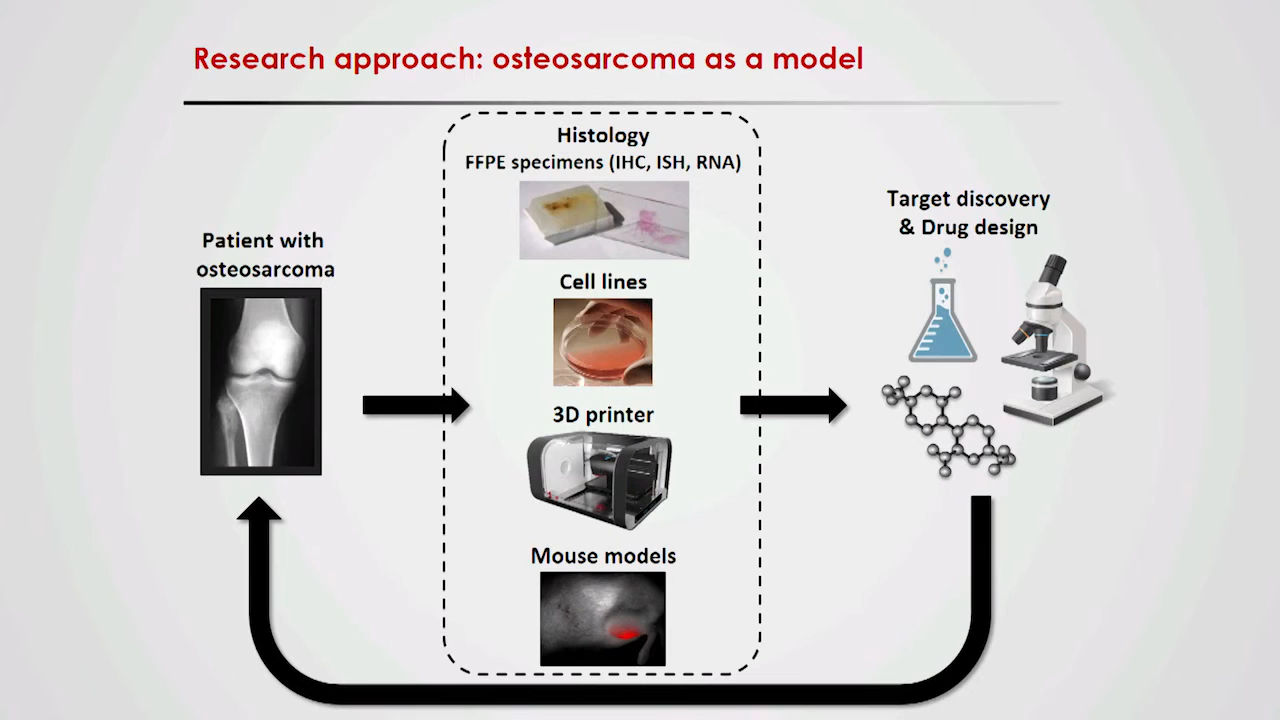 Research approach: osteosarcoma as a model
Patient with
osteosarcoma
Histology
FFPE specimens (IHC, ISH, RNA)
Cell lines
3D printer
Mouse models
Target discovery
& Drug design